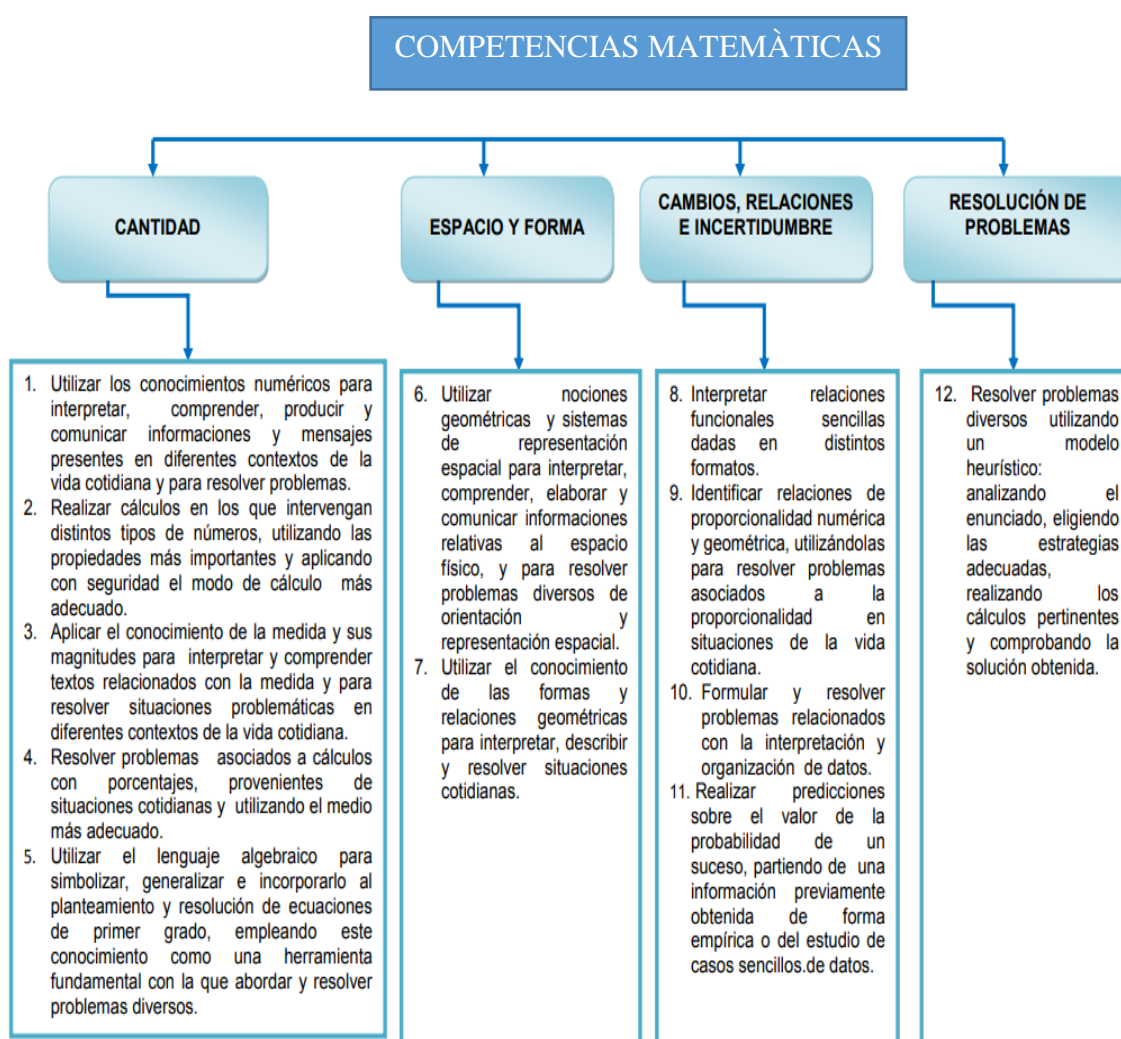 COMPETENCIAS MATEMÀTICAS
CANTIDAD
1. Utilizar los conocimientos numéricos para
interpretar, comprender, producir y
comunicar informaciones y mensajes
presentes en diferentes contextos de la
vida cotidiana y para resolver problemas.
2. Realizar cálculos en los que intervengan
distintos tipos de números, utilizando las
propiedades más importantes y aplicando
con seguridad el modo de cálculo más
adecuado.
3. Aplicar el conocimiento de la medida y sus
magnitudes para interpretar y comprender
textos relacionados con la medida y para
resolver situaciones problemáticas en
diferentes contextos de la vida cotidiana.
4. Resolver problemas asociados a cálculos
con porcentajes, provenientes de
situaciones cotidianas y utilizando el medio
más adecuado.
5. Utilizar el lenguaje algebraico para
simbolizar, generalizar e incorporarlo al
planteamiento y resolución de ecuaciones
de primer grado, empleando este
conocimiento como una herramienta
fundamental con la que abordar y resolver
problemas diversos.
ESPACIO Y FORMA
6. Utilizar nociones
geométricas y sistemas
de representación
espacial para interpretar,
comprender, elaborar y
comunicar informaciones
relativas al espacio
físico, y para resolver
problemas diversos de
orientación y
representación espacial.
7. Utilizar el conocimiento
de las formas y
relaciones geométricas
para interpretar, describir
y resolver situaciones
cotidianas.
CAMBIOS, RELACIONES
E INCERTIDUMBRE
8. Interpretar relaciones
funcionales sencillas
dadas en distintos
formatos.
9. Identificar relaciones de
proporcionalidad numérica
y geométrica, utilizándolas
para resolver problemas
asociados a la
proporcionalidad en
situaciones de la vida
cotidiana.
10. Formular y resolver
problemas relacionados
con la interpretación y
organización de datos.
11. Realizar predicciones
sobre el valor de la
probabilidad de un
suceso, partiendo de una
información previamente
obtenida de forma
empírica o del estudio de
casos sencillos.de datos.
RESOLUCIÓN DE
PROBLEMAS
12. Resolver problemas
diversos utilizando
un modelo
heurístico:
analizando el
enunciado, eligiendo
las estrategias
adecuadas,
realizando los
cálculos pertinentes
y comprobando la
solución obtenida.